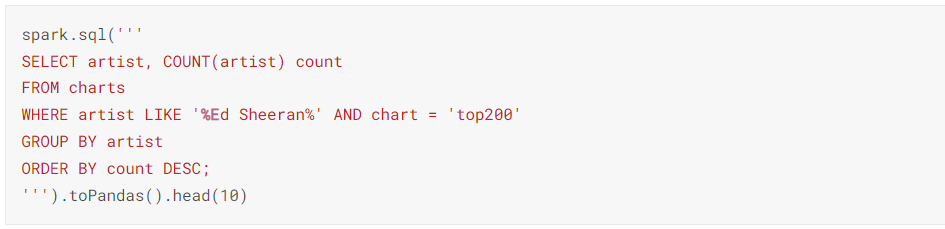 spark.sql('''
SELECT artist, COUNT(artist) count
FROM charts
WHERE artist LIKE '%Ed Sheeran%' AND chart = 'top200'
GROUP BY artist
ORDER BY count DESC;
''').toPandas().head(10)